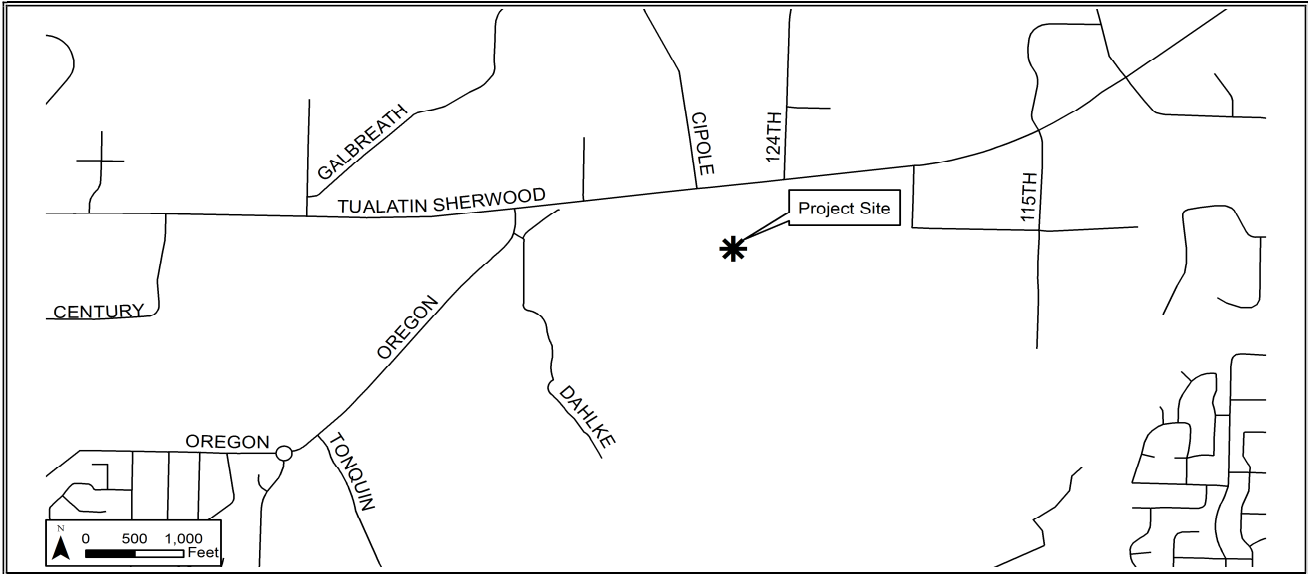 GALBREATH
CIPOLE
124TH
TUALATIN SHERWOOD
115TH
Project Site
CENTURY
OREGON
DAHLKE
OREGON
TONQUIN
N
0 500 1,000
Feet